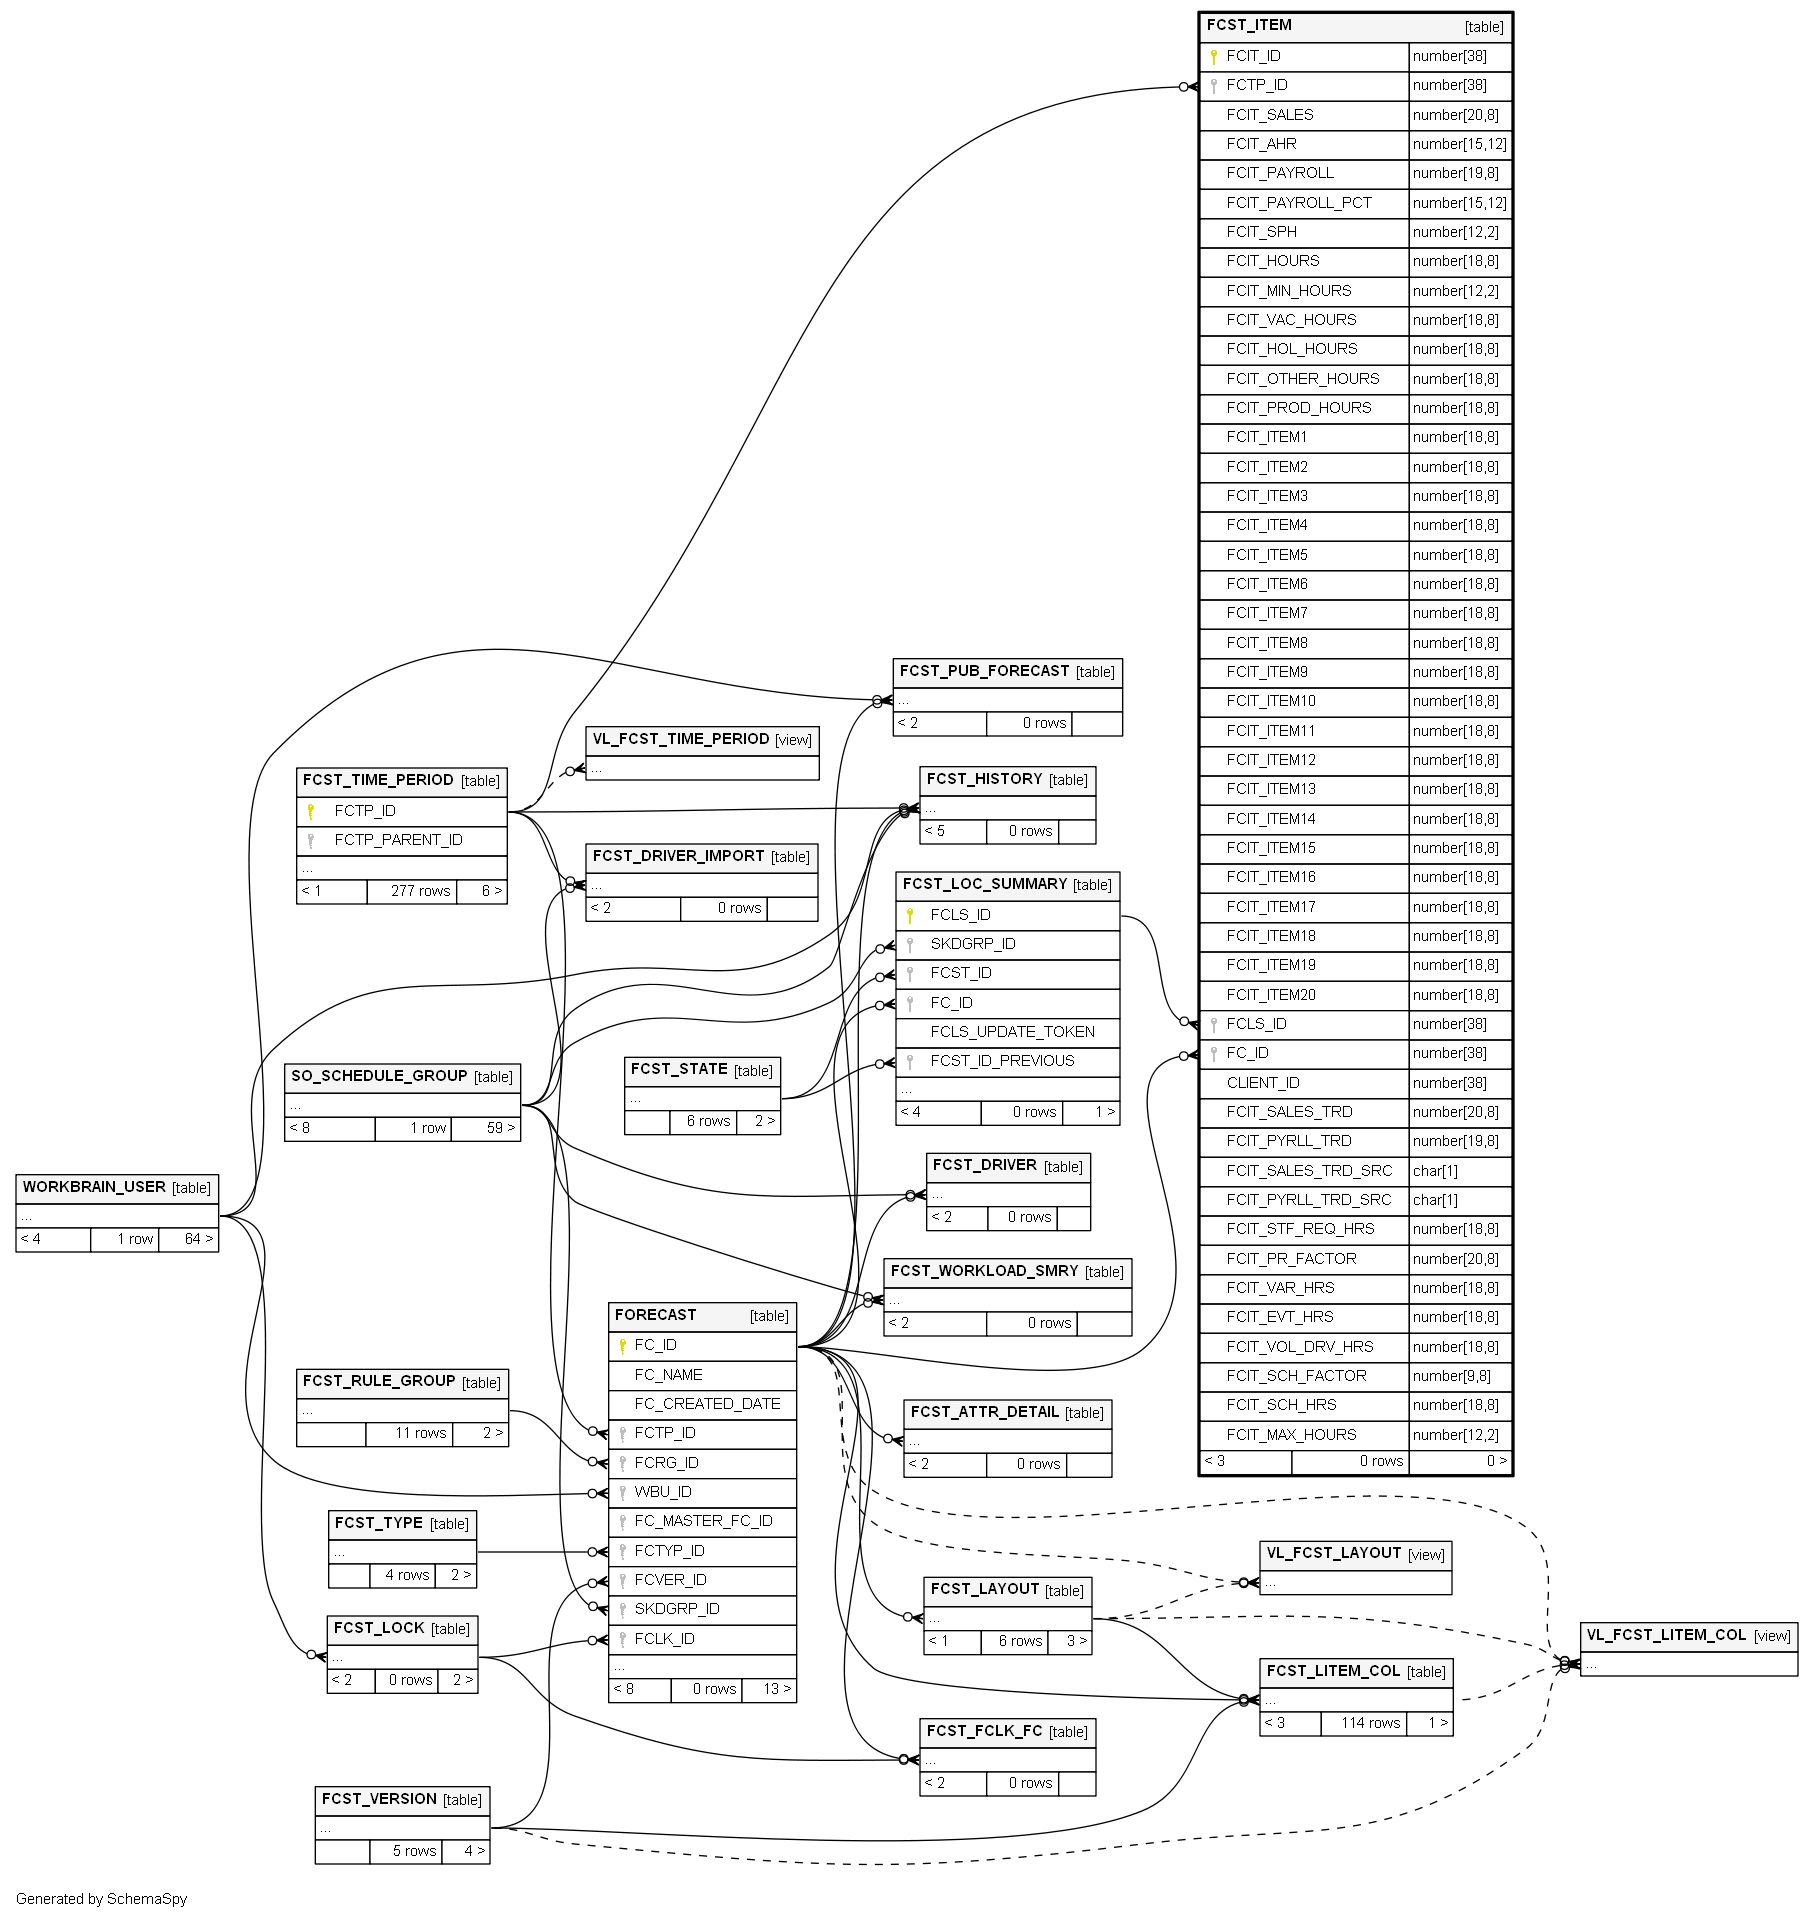 FCST_ITEM [table]
FCIT_ID number[38]
FCTP_ID number[38]
FCIT_SALES number[20,8]
FCIT_AHR number[15,12]
FCIT_PAYROLL number[19,8]
FCIT_PAYROLL_PCT number[15,12]
FCIT_SPH number[12,2]
FCIT_HOURS number[18,8]
FCIT_MIN_HOURS number[12,2]
FCIT_VAC_HOURS number[18,8]
FCIT_HOL_HOURS number[18,8]
FCIT_OTHER_HOURS number[18,8]
FCIT_PROD_HOURS number[18,8]
FCIT_ITEM1 number[18,8]
FCIT_ITEM2 number[18,8]
FCIT_ITEM3 number[18,8]
FCIT_ITEM4 number[18,8]
FCIT_ITEM5 number[18,8]
FCIT_ITEM6 number[18,8]
FCIT_ITEM7 number[18,8]
FCIT_ITEM8 number[18,8]
FCIT_ITEM9 number[18,8]
FCIT_ITEM10 number[18,8]
FCIT_ITEM11 number[18,8]
FCIT_ITEM12 number[18,8]
FCIT_ITEM13 number[18,8]
FCIT_ITEM14 number[18,8]
FCIT_ITEM15 number[18,8]
FCIT_ITEM16 number[18,8]
FCIT_ITEM17 number[18,8]
FCIT_ITEM18 number[18,8]
FCIT_ITEM19 number[18,8]
FCIT_ITEM20 number[18,8]
FCLS_ID number[38]
FC_ID number[38]
CLIENT_ID number[38]
FCIT_SALES_TRD number[20,8]
FCIT_PYRLL_TRD number[19,8]
FCIT_SALES_TRD_SRC char[1]
FCIT_PYRLL_TRD_SRC char[1]
FCIT_STF_REQ_HRS number[18,8]
FCIT_PR_FACTOR number[20,8]
FCIT_VAR_HRS number[18,8]
FCIT_EVT_HRS number[18,8]
FCIT_VOL_DRV_HRS number[18,8]
FCIT_SCH_FACTOR number[9,8]
FCIT_SCH_HRS number[18,8]
FCIT_MAX_HOURS number[12,2]
< 3 0 rows 0 >
FCST_PUB_FORECAST [table]
...
< 2 0 rows
VL_FCST_TIME_PERIOD [view]
...
FCST_TIME_PERIOD [table]
FCTP_ID
FCTP_PARENT_ID
...
< 1 277 rows 6 >
FCST_HISTORY [table]
...
< 5 0 rows
FCST_DRIVER_IMPORT [table]
...
< 2 0 rows
FCST_LOC_SUMMARY [table]
FCLS_ID
SKDGRP_ID
FCST_ID
FC_ID
FCLS_UPDATE_TOKEN
FCST_ID_PREVIOUS
...
< 4 0 rows 1 >
SO_SCHEDULE_GROUP [table]
...
< 8 1 row 59 >
FCST_STATE [table]
...
6 rows 2 >
WORKBRAIN_USER [table]
...
< 4 1 row 64 >
FCST_DRIVER [table]
...
< 2 0 rows
FCST_WORKLOAD_SMRY [table]
...
< 2 0 rows
FORECAST [table]
FC_ID
FC_NAME
FC_CREATED_DATE
FCTP_ID
FCRG_ID
WBU_ID
FC_MASTER_FC_ID
FCTYP_ID
FCVER_ID
SKDGRP_ID
FCLK_ID
...
< 8 0 rows 13 >
FCST_RULE_GROUP [table]
...
11 rows 2 >
FCST_ATTR_DETAIL [table]
...
< 2 0 rows
FCST_TYPE [table]
...
4 rows 2 >
FCST_LOCK [table]
...
< 2 0 rows 2 >
VL_FCST_LAYOUT [view]
...
FCST_LAYOUT [table]
...
< 1 6 rows 3 >
VL_FCST_LITEM_COL [view]
...
FCST_LITEM_COL [table]
...
< 3 114 rows 1 >
FCST_FCLK_FC [table]
...
< 2 0 rows
FCST_VERSION [table]
...
5 rows 4 >
Generated by SchemaSpy